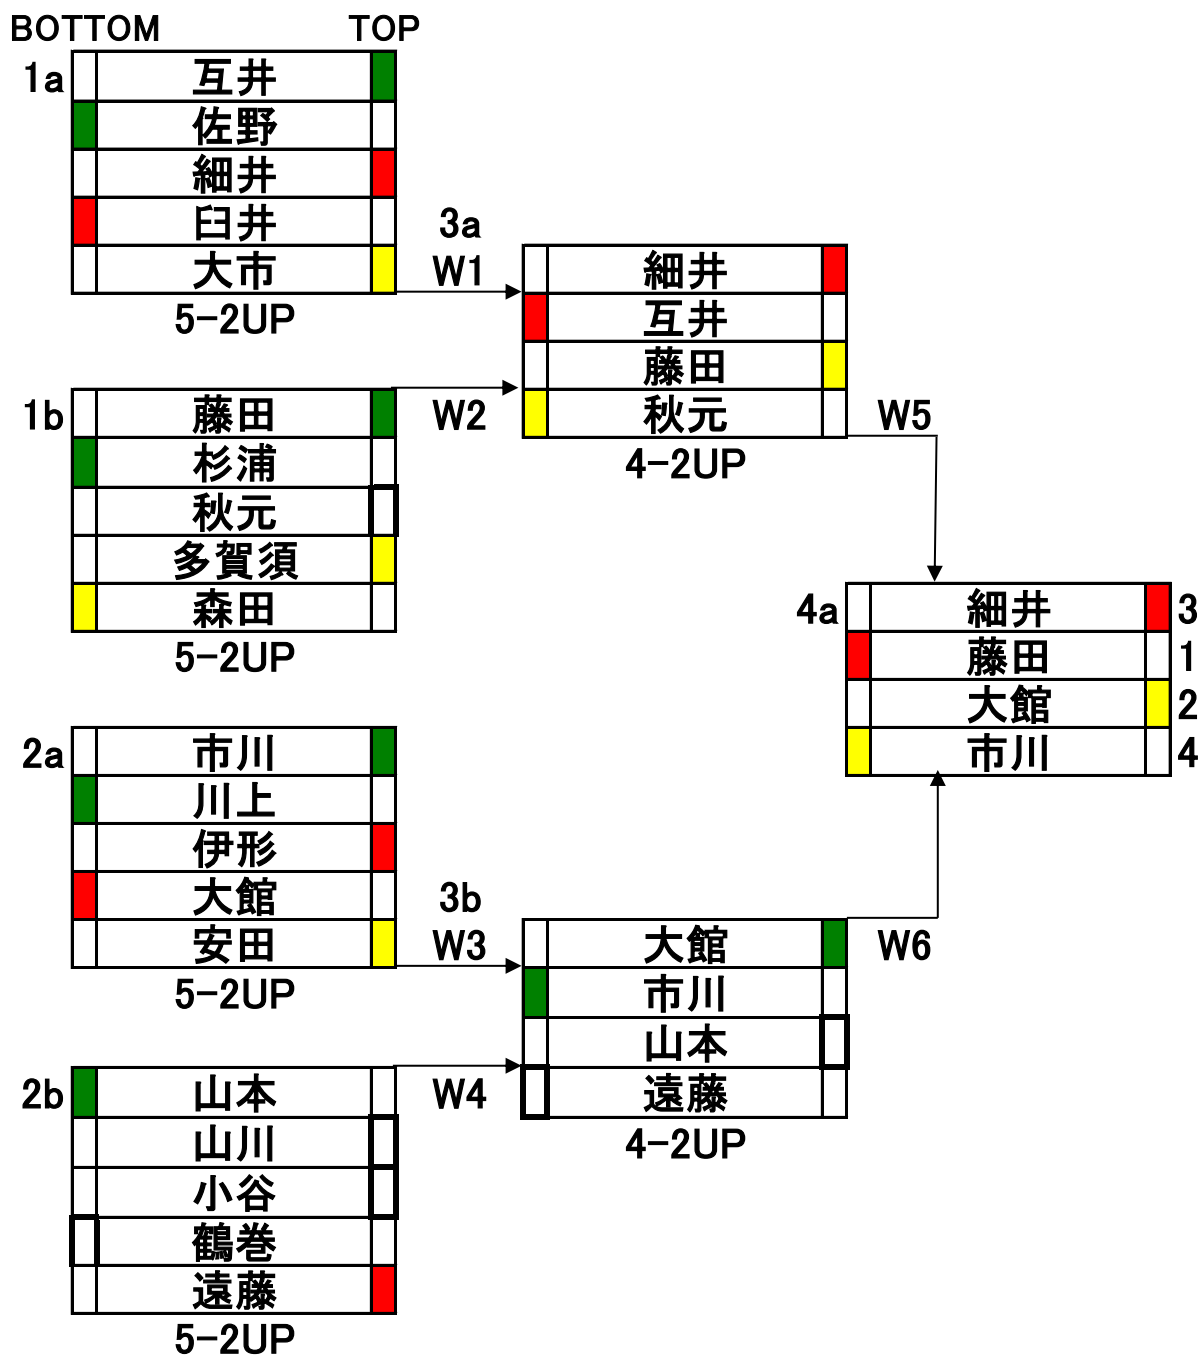 BOTTOM TOP
1a 互井
佐野
細井
臼井
大市
5-2UP
3a
W1
細井
互井
藤田
秋元
4-2UP
1b 藤田
杉浦
秋元
多賀須
森田
5-2UP
W2
W5
4a 細井 3
藤田 1
大館 2
市川 4
2a 市川
川上
伊形
大館
安田
5-2UP
3b
W3
大館
市川
山本
遠藤
4-2UP
W6
2b 山本
山川
小谷
鶴巻
遠藤
5-2UP
W4